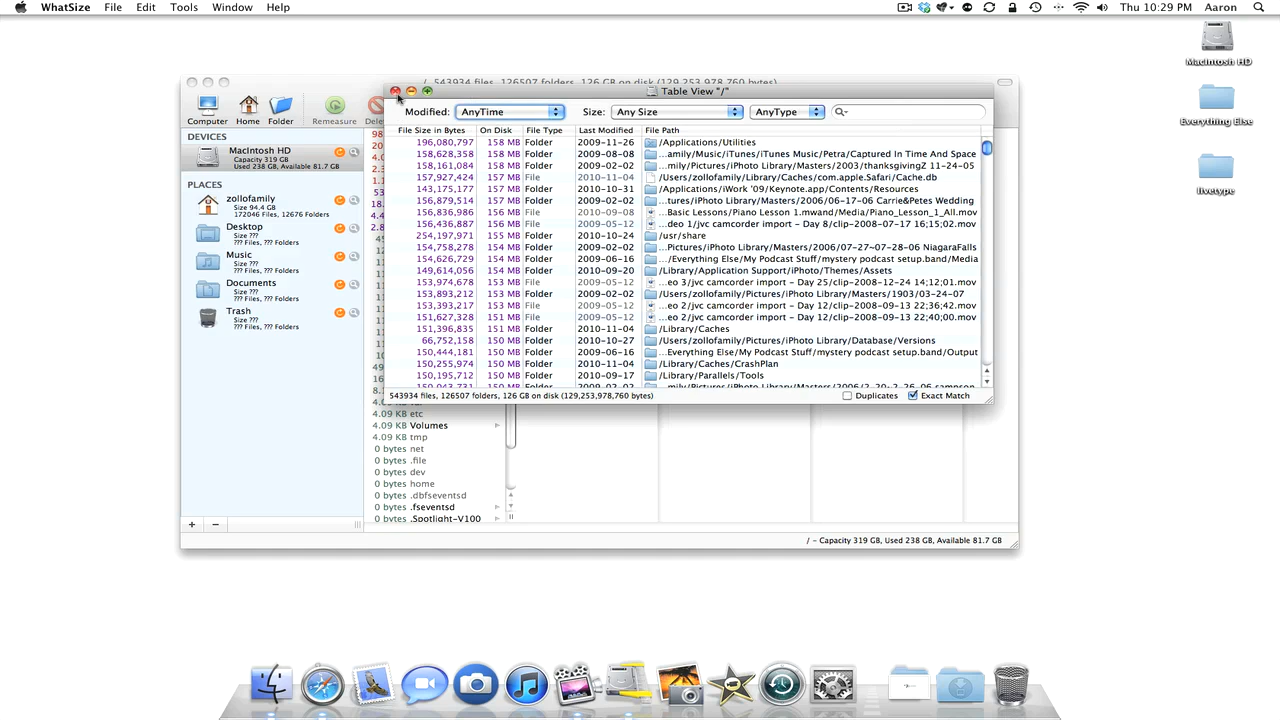 WhatSize File Edit Tools Window Help Thu 10:29 PM Aaron
Macintosh HD
Everything Else
livetype
/, 543934 files, 126507 folders, 126 GB on disk (129,253,978,760 bytes)
Computer Home Folder Remeasure
DEVICES
Macintosh HD
Capacity 319 GB
Used 238 GB, Available 81.7 GB
PLACES
zollofamily
Size 94.4 GB
172046 Files, 12676 Folders
Desktop
Size ???
??? Files, ??? Folders
Music
Size ???
??? Files, ??? Folders
Documents
Size ???
??? Files, ??? Folders
Trash
Size ???
??? Files, ??? Folders
Table View "/"
Modified: AnyTime Size: Any Size AnyType
File Size in Bytes On Disk File Type Last Modified File Path
196,080,797 158 MB Folder 2009-11-26 /Applications/Utilities
158,628,358 158 MB Folder 2009-08-08 ...amily/Music/iTunes/iTunes Music/Petra/Captured In Time And Space
158,161,084 158 MB Folder 2009-02-02 ...mily/Pictures/iPhoto Library/Masters/2003/thanksgiving2 11-24-05
157,927,424 157 MB File 2010-11-04 /Users/zollofamily/Library/Caches/com.apple.Safari/Cache.db
143,175,177 157 MB Folder 2010-10-31 /Applications/iWork '09/Keynote.app/Contents/Resources
156,879,514 157 MB Folder 2009-02-02 ...tures/iPhoto Library/Masters/2006/06-17-06 Carrie&Petes Wedding
156,836,986 156 MB File 2010-09-08 ...Basic Lessons/Piano Lesson 1.mwand/Media/Piano_Lesson_1_All.mov
156,436,887 156 MB File 2009-05-12 ...deo 1/jvc camcorder import - Day 8/clip-2008-07-17 16;15;02.mov
254,197,971 155 MB Folder 2010-10-24 /usr/share
154,758,278 154 MB Folder 2009-02-02 ...Pictures/iPhoto Library/Masters/2006/07-27~07-28-06 NiagaraFalls
154,626,729 154 MB Folder 2009-06-16 .../Everything Else/My Podcast Stuff/mystery podcast setup.band/Media
149,614,056 154 MB Folder 2010-09-20 /Library/Application Support/iPhoto/Themes/Assets
153,974,678 153 MB File 2009-05-12 ...eo 3/jvc camcorder import - Day 25/clip-2008-12-24 14;12;01.mov
153,893,212 153 MB Folder 2009-02-02 /Users/zollofamily/Pictures/iPhoto Library/Masters/1903/03-24-07
153,393,217 153 MB File 2009-05-12 ...eo 2/jvc camcorder import - Day 12/clip-2008-09-13 22;36;42.mov
151,627,328 151 MB File 2009-05-12 ...eo 2/jvc camcorder import - Day 12/clip-2008-09-13 22;40;00.mov
151,396,835 151 MB Folder 2010-11-04 /Library/Caches
66,752,158 150 MB Folder 2010-10-27 /Users/zollofamily/Pictures/iPhoto Library/Database/Versions
150,444,181 150 MB Folder 2009-06-16 ...Everything Else/My Podcast Stuff/mystery podcast setup.band/Output
150,255,974 150 MB Folder 2010-11-04 /Library/Caches/CrashPlan
150,195,712 150 MB Folder 2010-09-17 /Library/Parallels/Tools
543934 files, 126507 folders, 126 GB on disk (129,253,978,760 bytes) Duplicates Exact Match
4.09 KB etc
4.09 KB Volumes
4.09 KB tmp
0 bytes net
0 bytes .file
0 bytes dev
0 bytes home
0 bytes .dbfseventsd
0 bytes .fseventsd
0 bytes .Spotlight-V100
/ - Capacity 319 GB, Used 238 GB, Available 81.7 GB